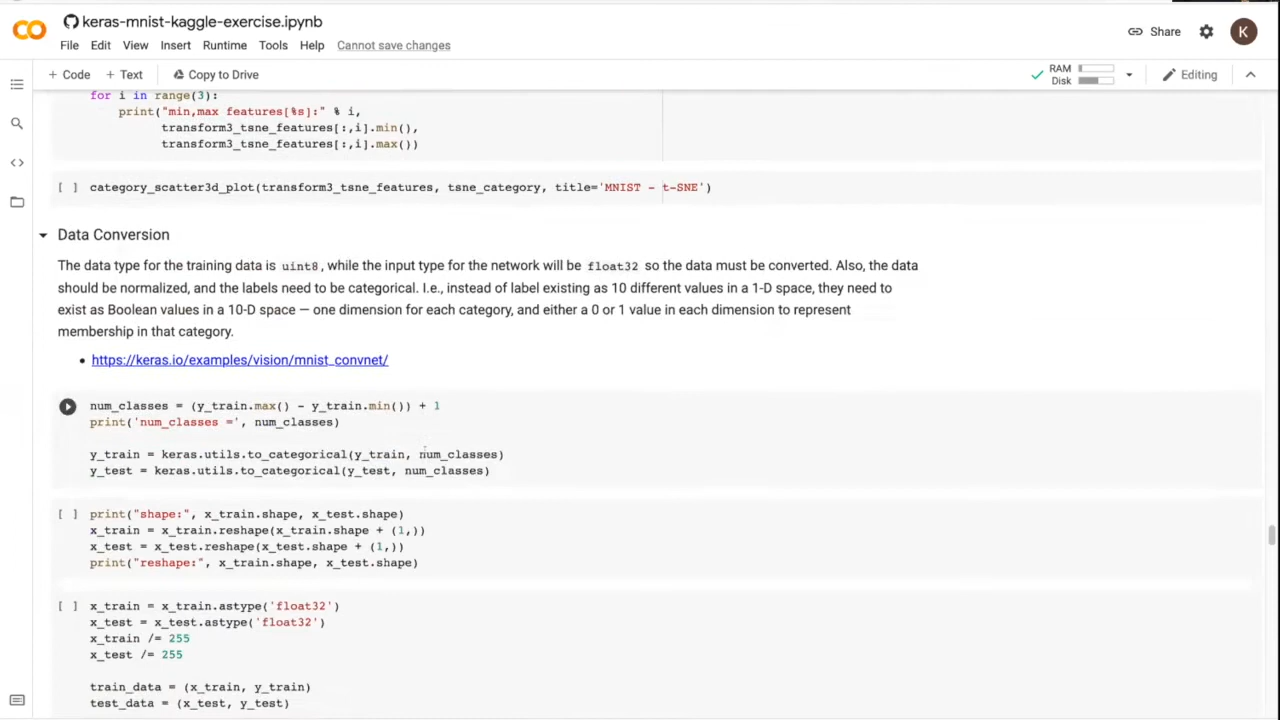 keras-mnist-kaggle-exercise.ipynb
File Edit View Insert Runtime Tools Help Cannot save changes
Share
K
+ Code + Text Copy to Drive
RAM
Disk
Editing
for i in range(3):
print("min,max features[%s]:" % i,
transform3_tsne_features[:,i].min(),
transform3_tsne_features[:,i].max())
[ ] category_scatter3d_plot(transform3_tsne_features, tsne_category, title='MNIST - t-SNE')
Data Conversion
The data type for the training data is uint8, while the input type for the network will be float32 so the data must be converted. Also, the data
should be normalized, and the labels need to be categorical. I.e., instead of label existing as 10 different values in a 1-D space, they need to
exist as Boolean values in a 10-D space — one dimension for each category, and either a 0 or 1 value in each dimension to represent
membership in that category.
• https://keras.io/examples/vision/mnist_convnet/
num_classes = (y_train.max() - y_train.min()) + 1
print('num_classes =', num_classes)
y_train = keras.utils.to_categorical(y_train, num_classes)
y_test = keras.utils.to_categorical(y_test, num_classes)
[ ] print("shape:", x_train.shape, x_test.shape)
x_train = x_train.reshape(x_train.shape + (1,))
x_test = x_test.reshape(x_test.shape + (1,))
print("reshape:", x_train.shape, x_test.shape)
[ ] x_train = x_train.astype('float32')
x_test = x_test.astype('float32')
x_train /= 255
x_test /= 255
train_data = (x_train, y_train)
test_data = (x_test, y_test)